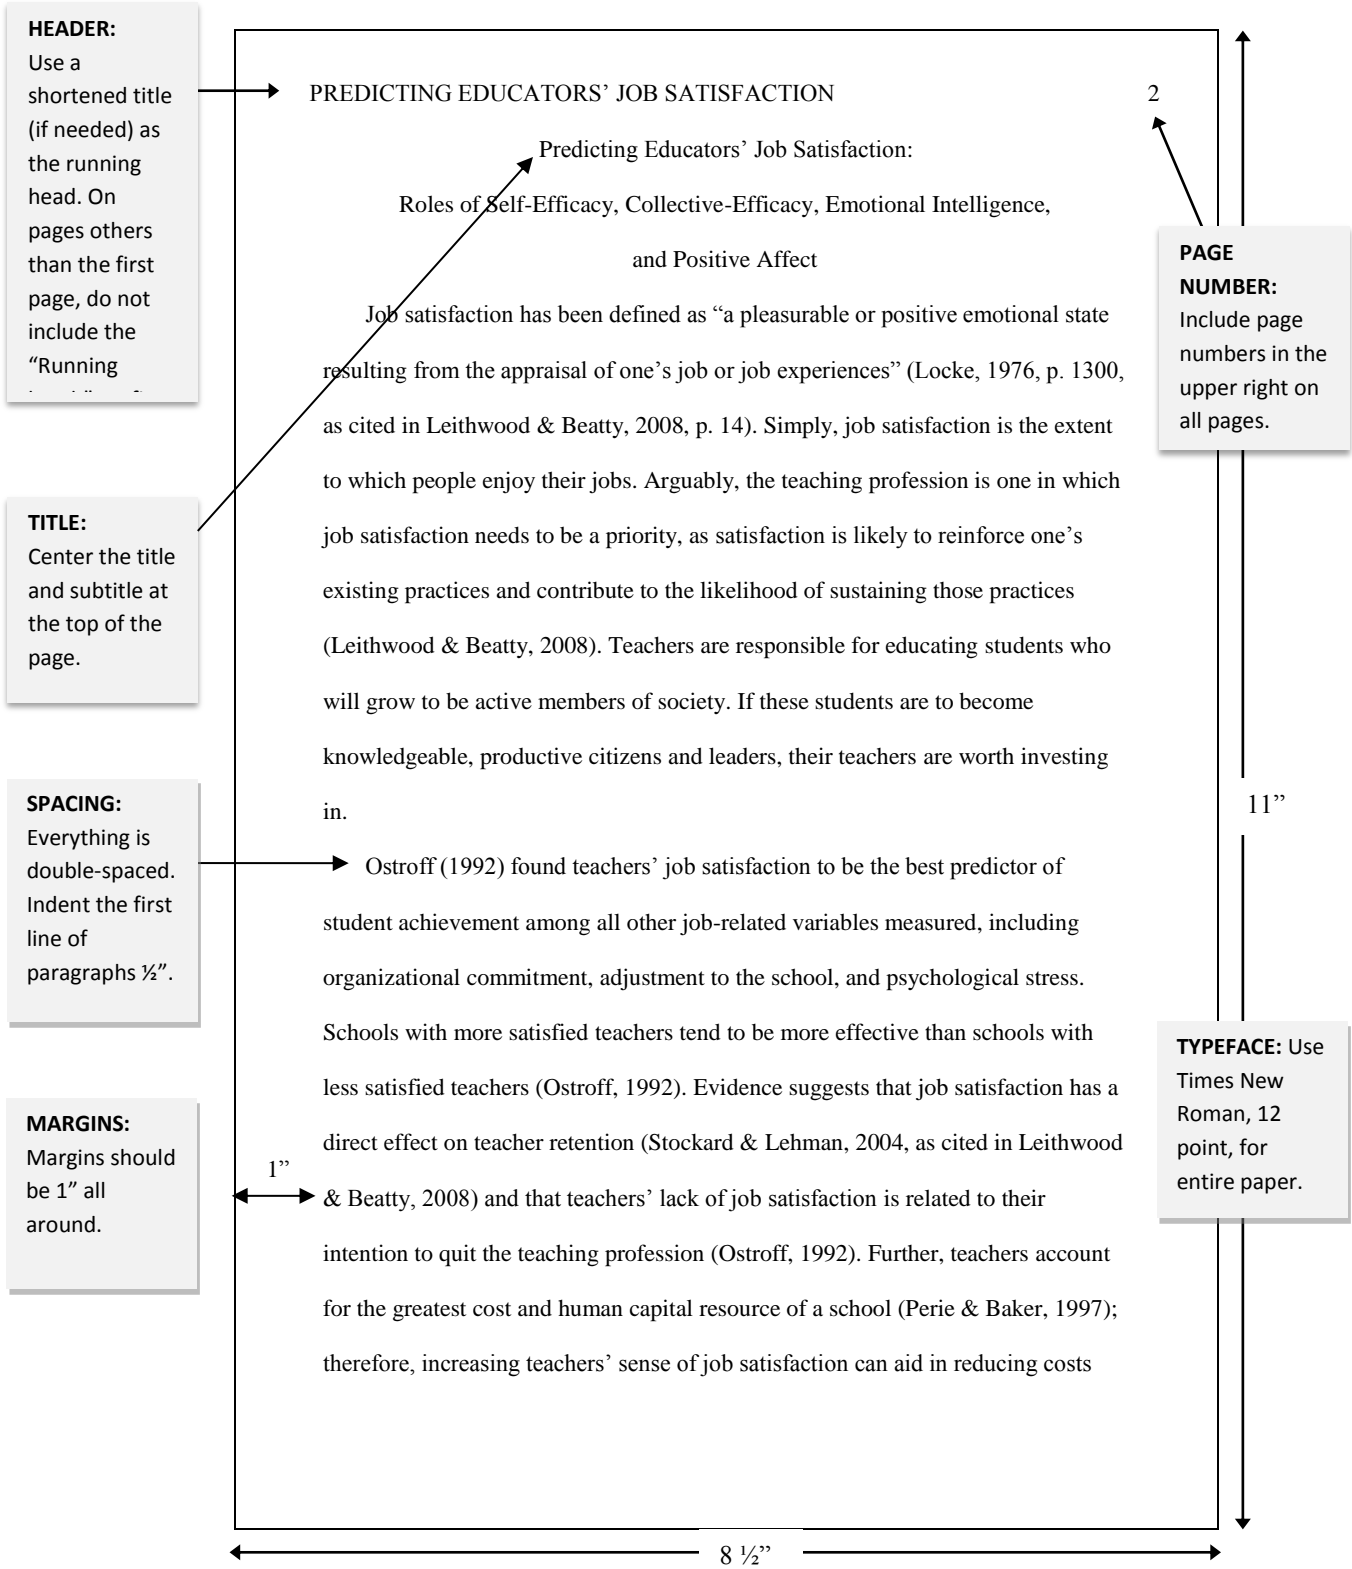 HEADER:
Use a
shortened title
(if needed) as
the running
head. On
pages others
than the first
page, do not
include the
“Running
PREDICTING EDUCATORS’ JOB SATISFACTION 2
Predicting Educators’ Job Satisfaction:
Roles of Self-Efficacy, Collective-Efficacy, Emotional Intelligence,
and Positive Affect
Job satisfaction has been defined as “a pleasurable or positive emotional state
resulting from the appraisal of one’s job or job experiences” (Locke, 1976, p. 1300,
as cited in Leithwood & Beatty, 2008, p. 14). Simply, job satisfaction is the extent
to which people enjoy their jobs. Arguably, the teaching profession is one in which
job satisfaction needs to be a priority, as satisfaction is likely to reinforce one’s
existing practices and contribute to the likelihood of sustaining those practices
(Leithwood & Beatty, 2008). Teachers are responsible for educating students who
will grow to be active members of society. If these students are to become
knowledgeable, productive citizens and leaders, their teachers are worth investing
in.
Ostroff (1992) found teachers’ job satisfaction to be the best predictor of
student achievement among all other job-related variables measured, including
organizational commitment, adjustment to the school, and psychological stress.
Schools with more satisfied teachers tend to be more effective than schools with
less satisfied teachers (Ostroff, 1992). Evidence suggests that job satisfaction has a
direct effect on teacher retention (Stockard & Lehman, 2004, as cited in Leithwood
& Beatty, 2008) and that teachers’ lack of job satisfaction is related to their
intention to quit the teaching profession (Ostroff, 1992). Further, teachers account
for the greatest cost and human capital resource of a school (Perie & Baker, 1997);
therefore, increasing teachers’ sense of job satisfaction can aid in reducing costs
PAGE
NUMBER:
Include page
numbers in the
upper right on
all pages.
TITLE:
Center the title
and subtitle at
the top of the
page.
SPACING:
Everything is
double-spaced.
Indent the first
line of
paragraphs ½”.
11”
TYPEFACE: Use
Times New
Roman, 12
point, for
entire paper.
MARGINS:
Margins should
be 1” all
around.
1”
8 ½”